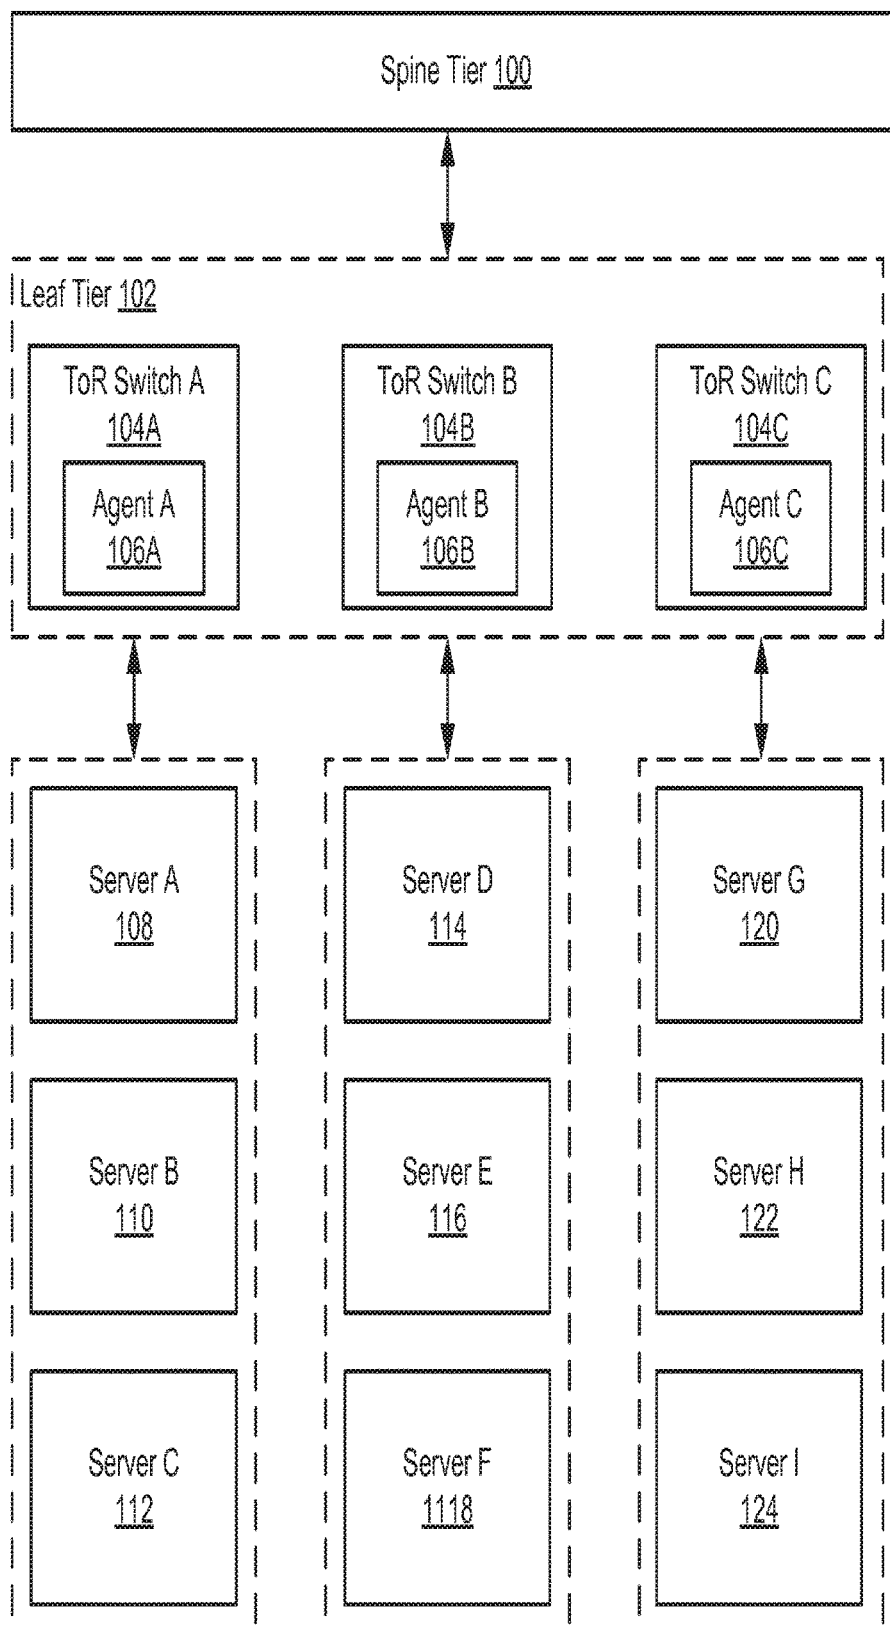 Spine Tier 100
Leaf Tier 102
ToR Switch A
104A
Agent A
106A
ToR Switch B
104B
Agent B
106B
ToR Switch C
104C
Agent C
106C
Server A
108
Server D
114
Server G
120
Server B
110
Server E
116
Server H
122
Server C
112
Server F
1118
Server I
124